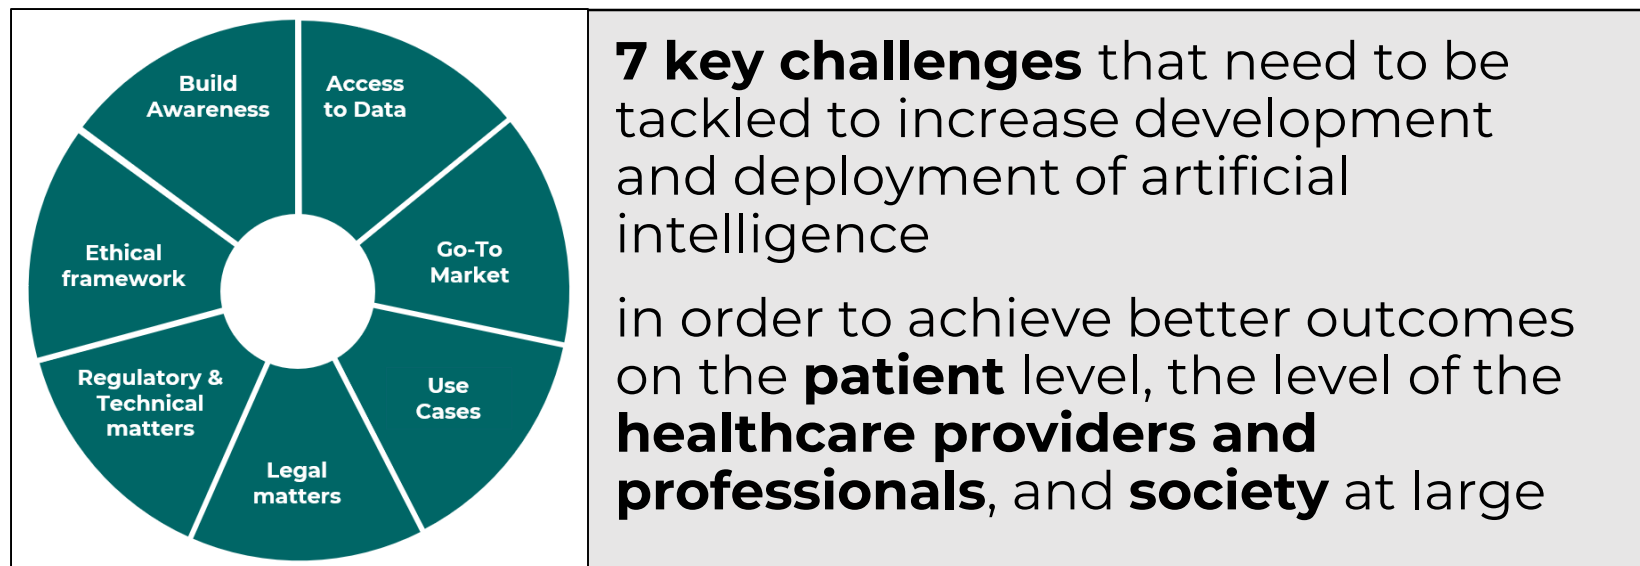 Build
Awareness
Access
to Data
Go-To
Market
Use
Cases
Legal
matters
Regulatory &
Technical
matters
Ethical
framework
7 key challenges that need to be
tackled to increase development
and deployment of artificial
intelligence
in order to achieve better outcomes
on the patient level, the level of the
healthcare providers and
professionals, and society at large